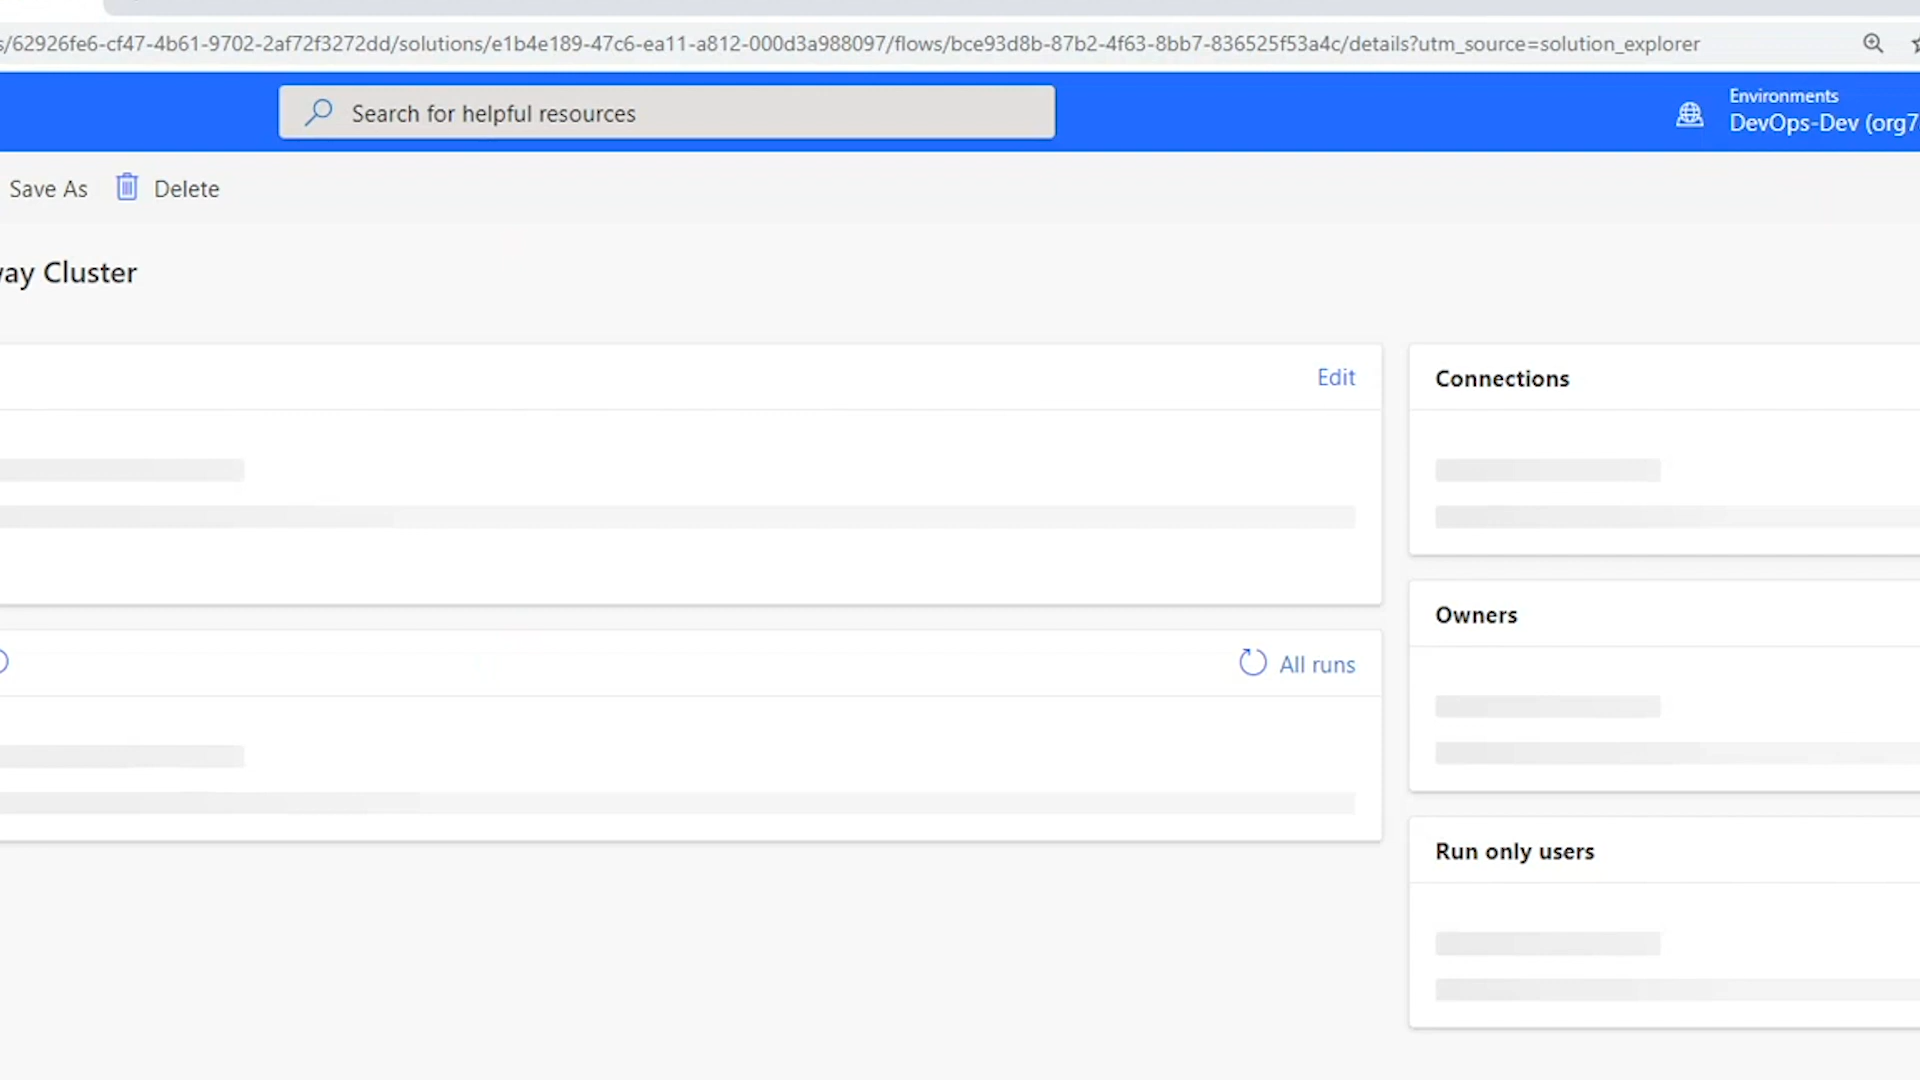 s/62926fe6-cf47-4b61-9702-2af72f3272dd/solutions/e1b4e189-47c6-ea11-a812-000d3a988097/flows/bce93d8b-87b2-4f63-8bb7-836525f53a4c/details?utm_source=solution_explorer
Search for helpful resources
Environments
DevOps-Dev (org7
Save As
Delete
way Cluster
Edit
Connections
Owners
All runs
Run only users